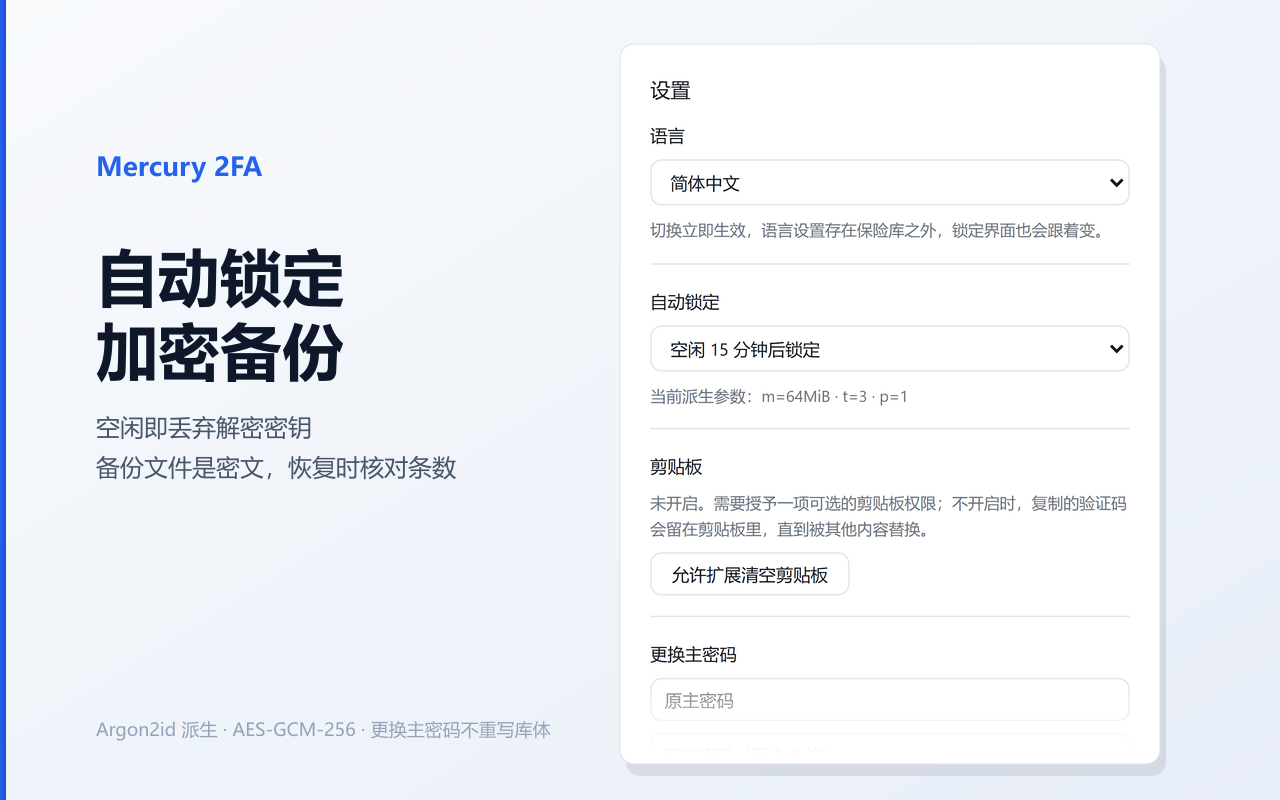 Mercury 2FA
自动锁定
加密备份
空闲即丢弃解密密钥
备份文件是密文，恢复时核对条数
Argon2id 派生 · AES-GCM-256 · 更换主密码不重写库体
设置
语言
简体中文
切换立即生效，语言设置存在保险库之外，锁定界面也会跟着变。
自动锁定
空闲 15 分钟后锁定
当前派生参数：m=64MiB · t=3 · p=1
剪贴板
未开启。需要授予一项可选的剪贴板权限；不开启时，复制的验证码
会留在剪贴板里，直到被其他内容替换。
允许扩展清空剪贴板
更换主密码
原主密码